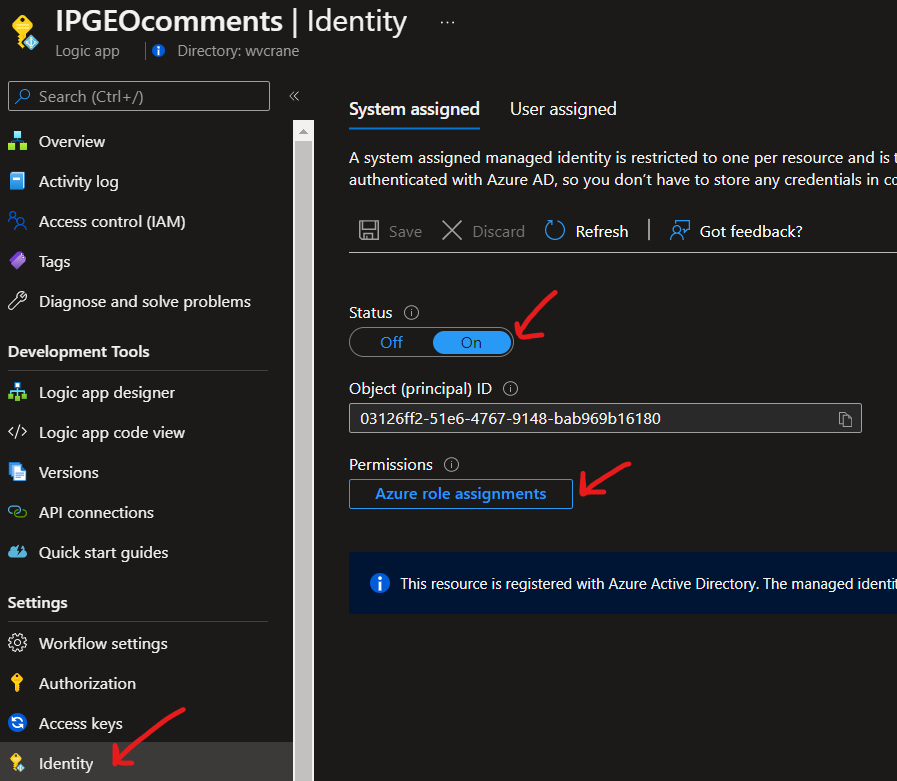 IPGEOcomments | Identity ...
Logic app
Directory: wvcrane
Search (Ctrl+/)
«
Overview
Activity log
Access control (IAM)
Tags
Diagnose and solve problems
Development Tools
Logic app designer
Logic app code view
Versions
API connections
Quick start guides
Settings
Workflow settings
Authorization
Access keys
Identity
System assigned User assigned
A system assigned managed identity is restricted to one per resource and is t
authenticated with Azure AD, so you don't have to store any credentials in co
Save Discard Refresh | Got feedback?
Status
Off On
Object (principal) ID
03126ff2-51e6-4767-9148-bab969b16180
Permissions
Azure role assignments
This resource is registered with Azure Active Directory. The managed identit